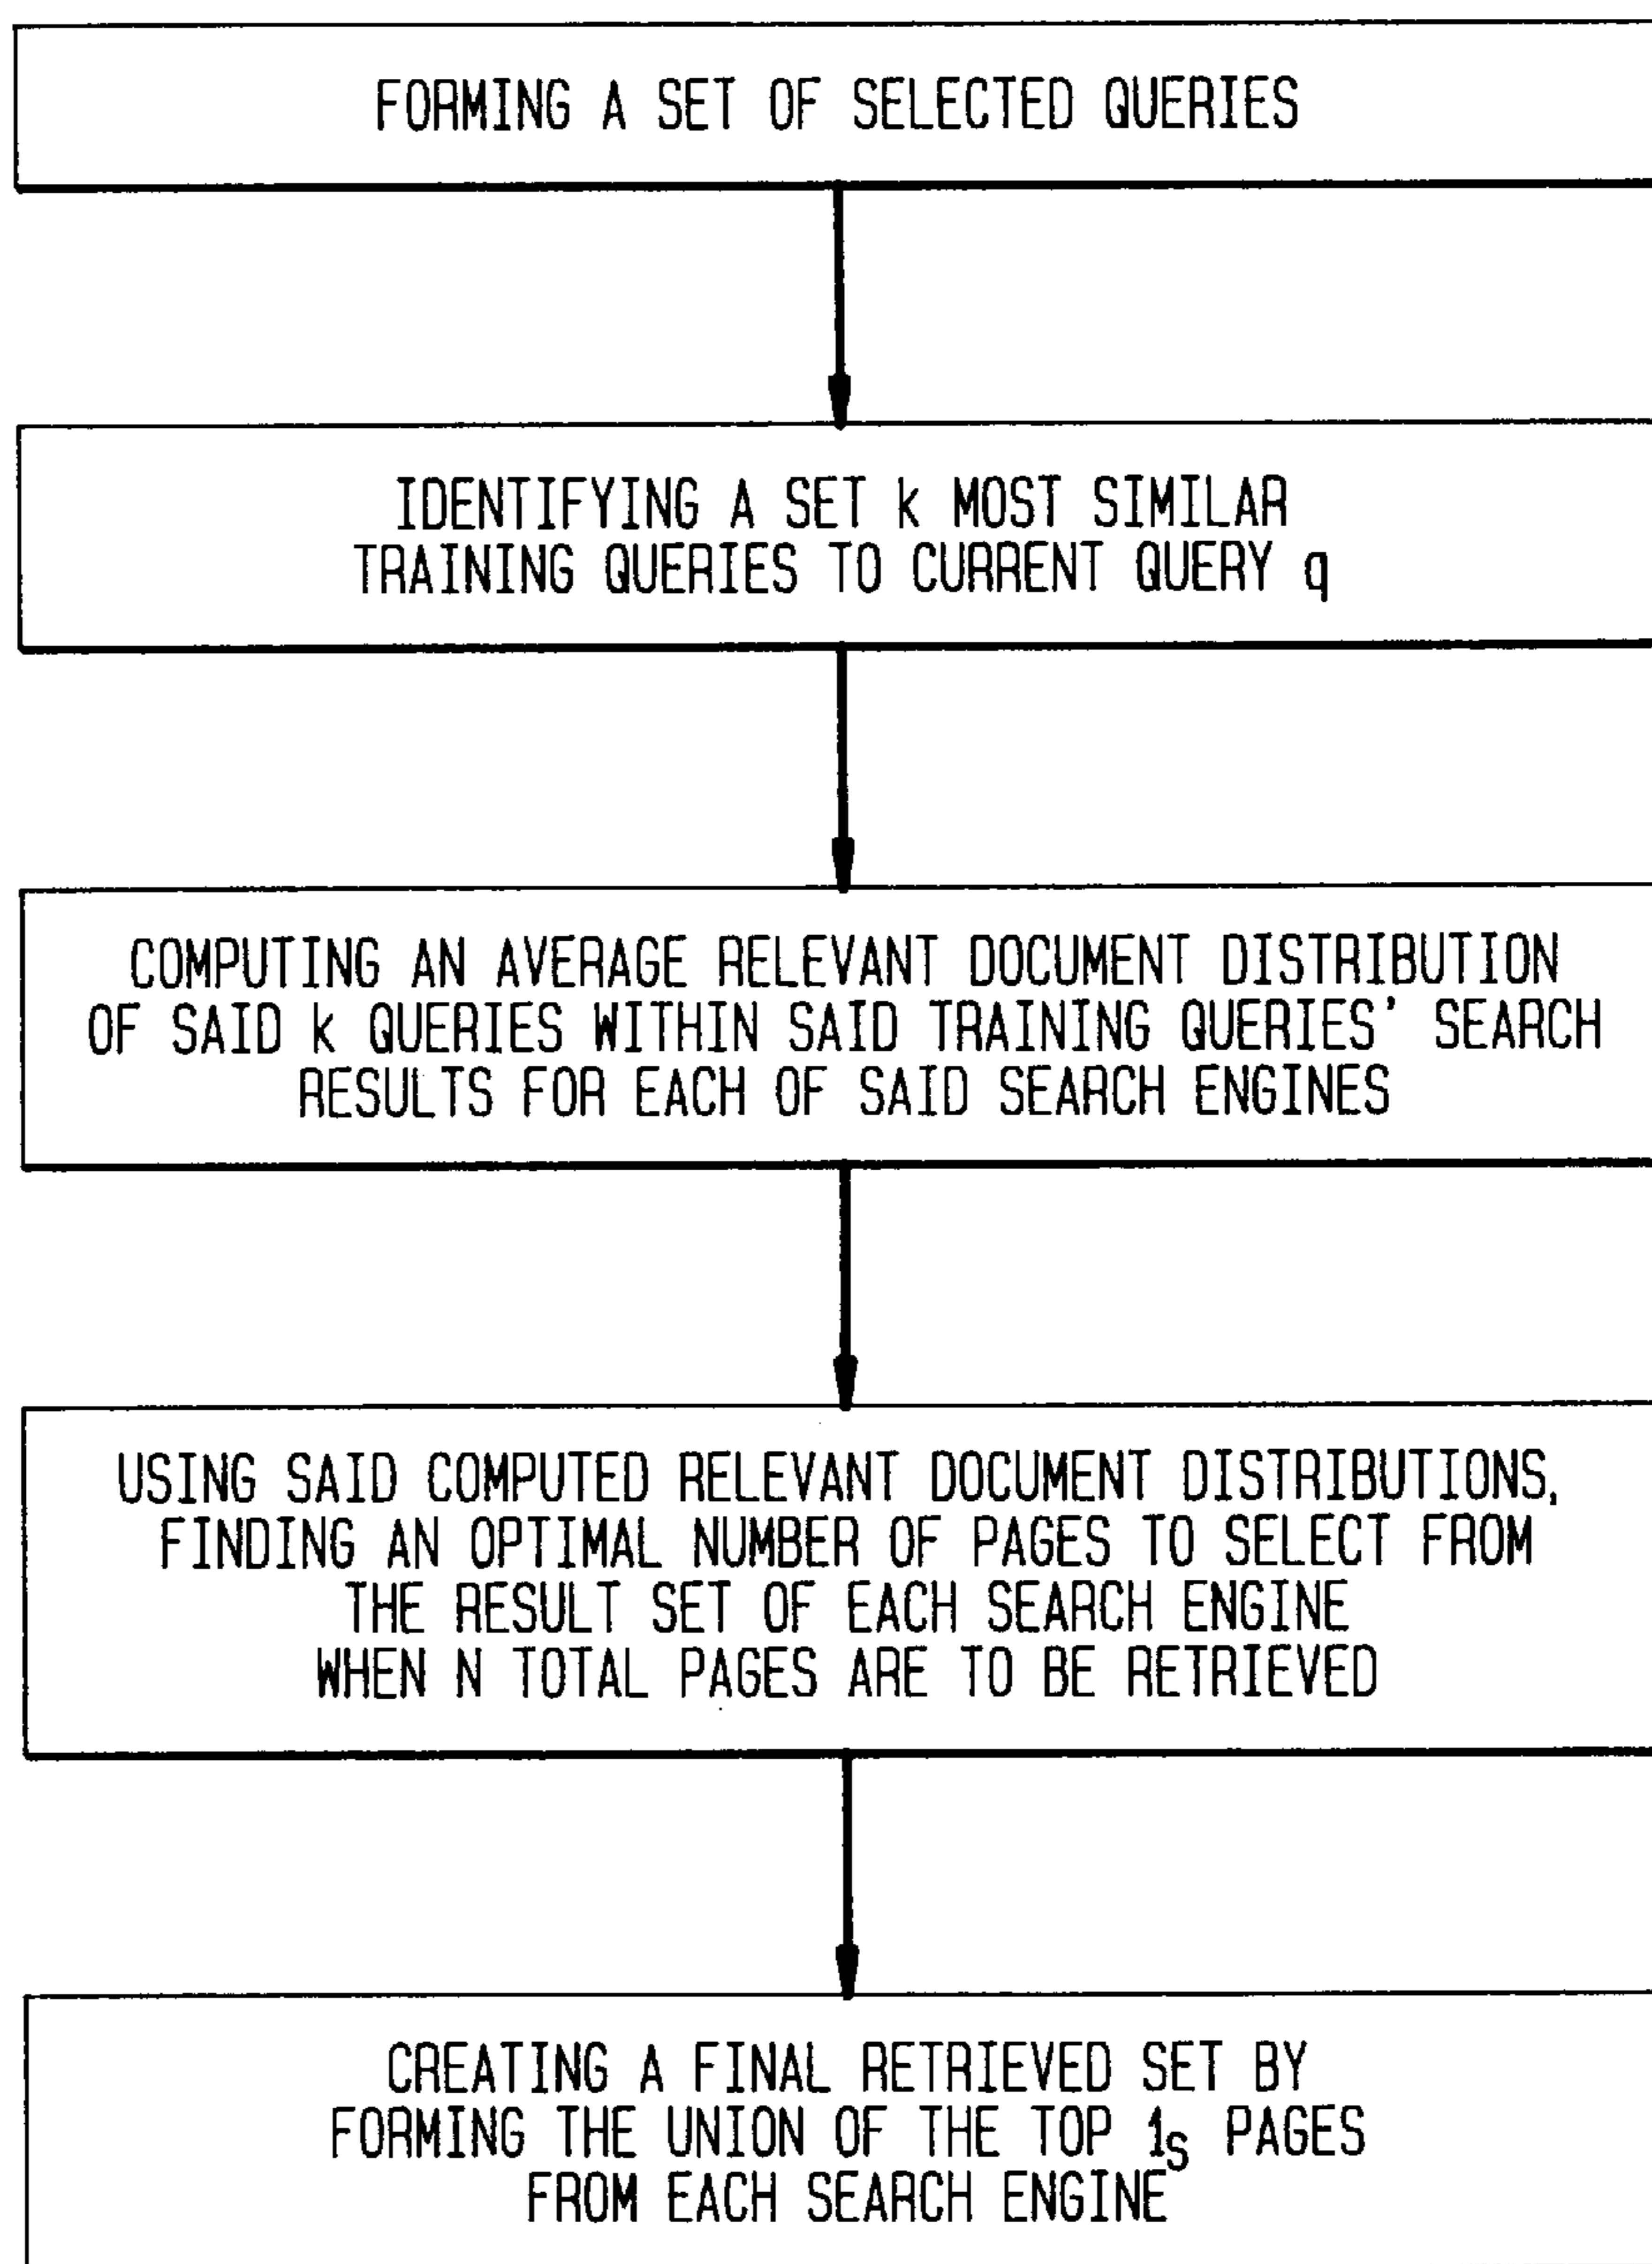 FORMING A SET OF SELECTED QUERIES
IDENTIFYING A SET k MOST SIMILAR
TRAINING QUERIES TO CURRENT QUERY q
COMPUTING AN AVERAGE RELEVANT DOCUMENT DISTRIBUTION
OF SAID k QUERIES WITHIN SAID TRAINING QUERIES' SEARCH
RESULTS FOR EACH OF SAID SEARCH ENGINES
USING SAID COMPUTED RELEVANT DOCUMENT DISTRIBUTIONS,
FINDING AN OPTIMAL NUMBER OF PAGES TO SELECT FROM
THE RESULT SET OF EACH SEARCH ENGINE
WHEN N TOTAL PAGES ARE TO BE RETRIEVED
CREATING A FINAL RETRIEVED SET BY
FORMING THE UNION OF THE TOP 1S PAGES
FROM EACH SEARCH ENGINE